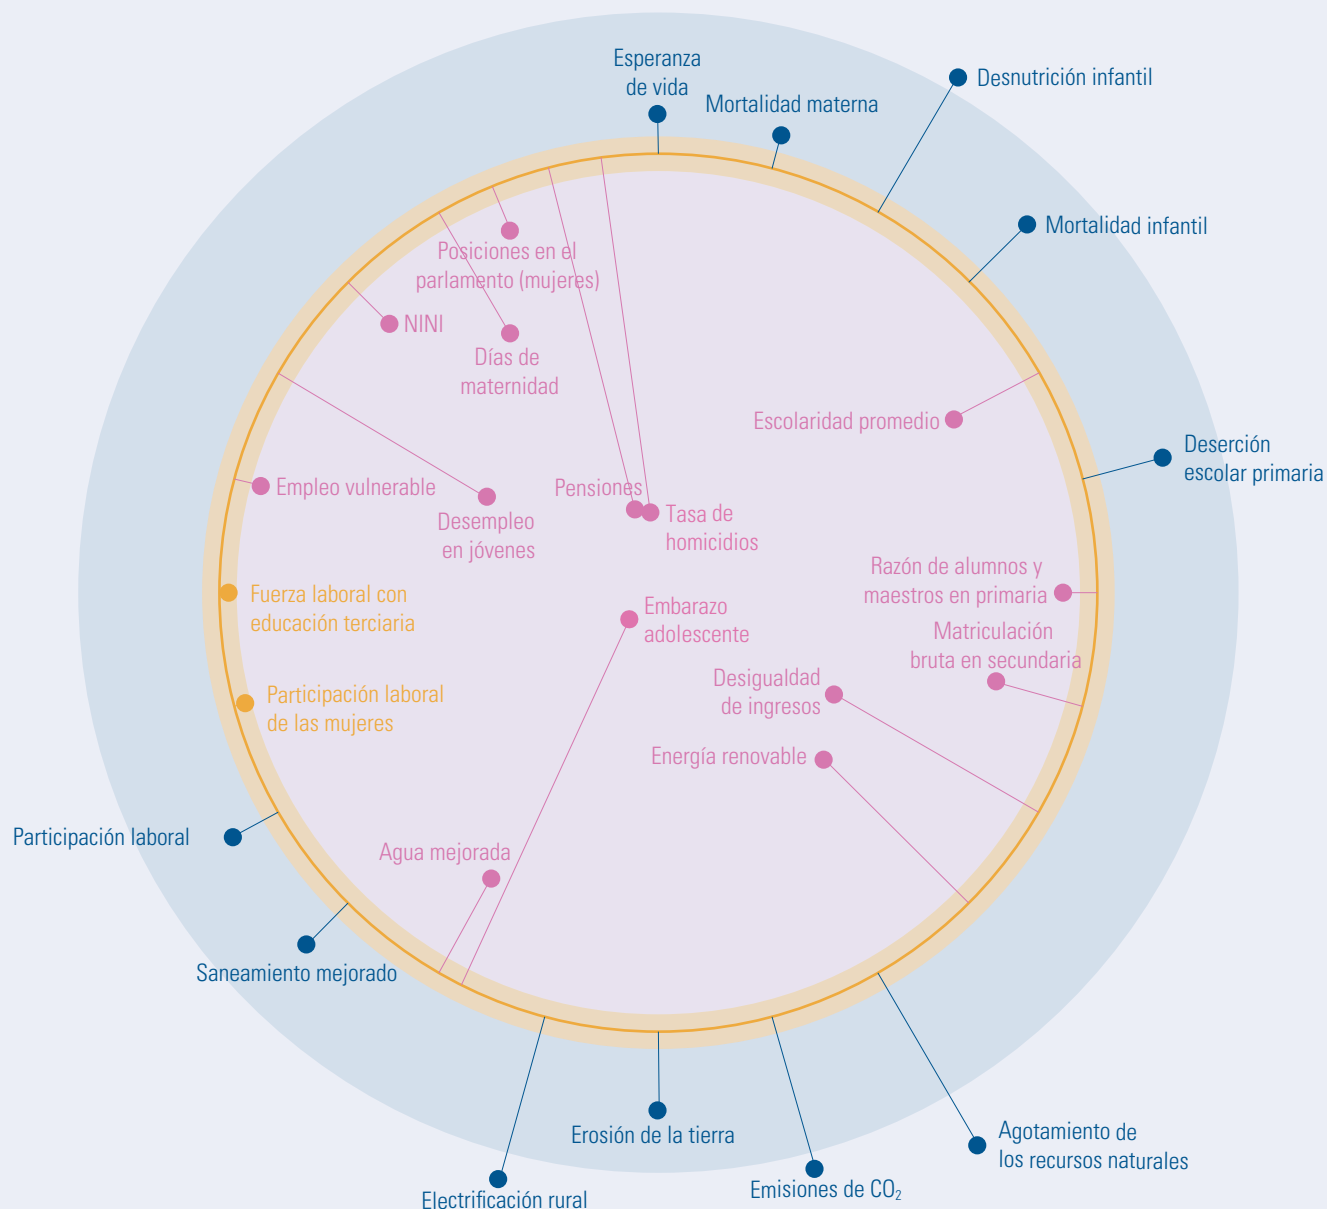 Esperanza
de vida
Mortalidad materna
Desnutrición infantil
Mortalidad infantil
Posiciones en el
parlamento (mujeres)
NINI
Días de
maternidad
Escolaridad promedio
Deserción
escolar primaria
Empleo vulnerable
Desempleo
en jóvenes
Pensiones
Tasa de
homicidios
Razón de alumnos y
maestros en primaria
Fuerza laboral con
educación terciaria
Embarazo
adolescente
Matriculación
bruta en secundaria
Desigualdad
de ingresos
Participación laboral
de las mujeres
Energía renovable
Participación laboral
Agua mejorada
Saneamiento mejorado
Erosión de la tierra
Agotamiento de
los recursos naturales
Electrificación rural
Emisiones de CO₂